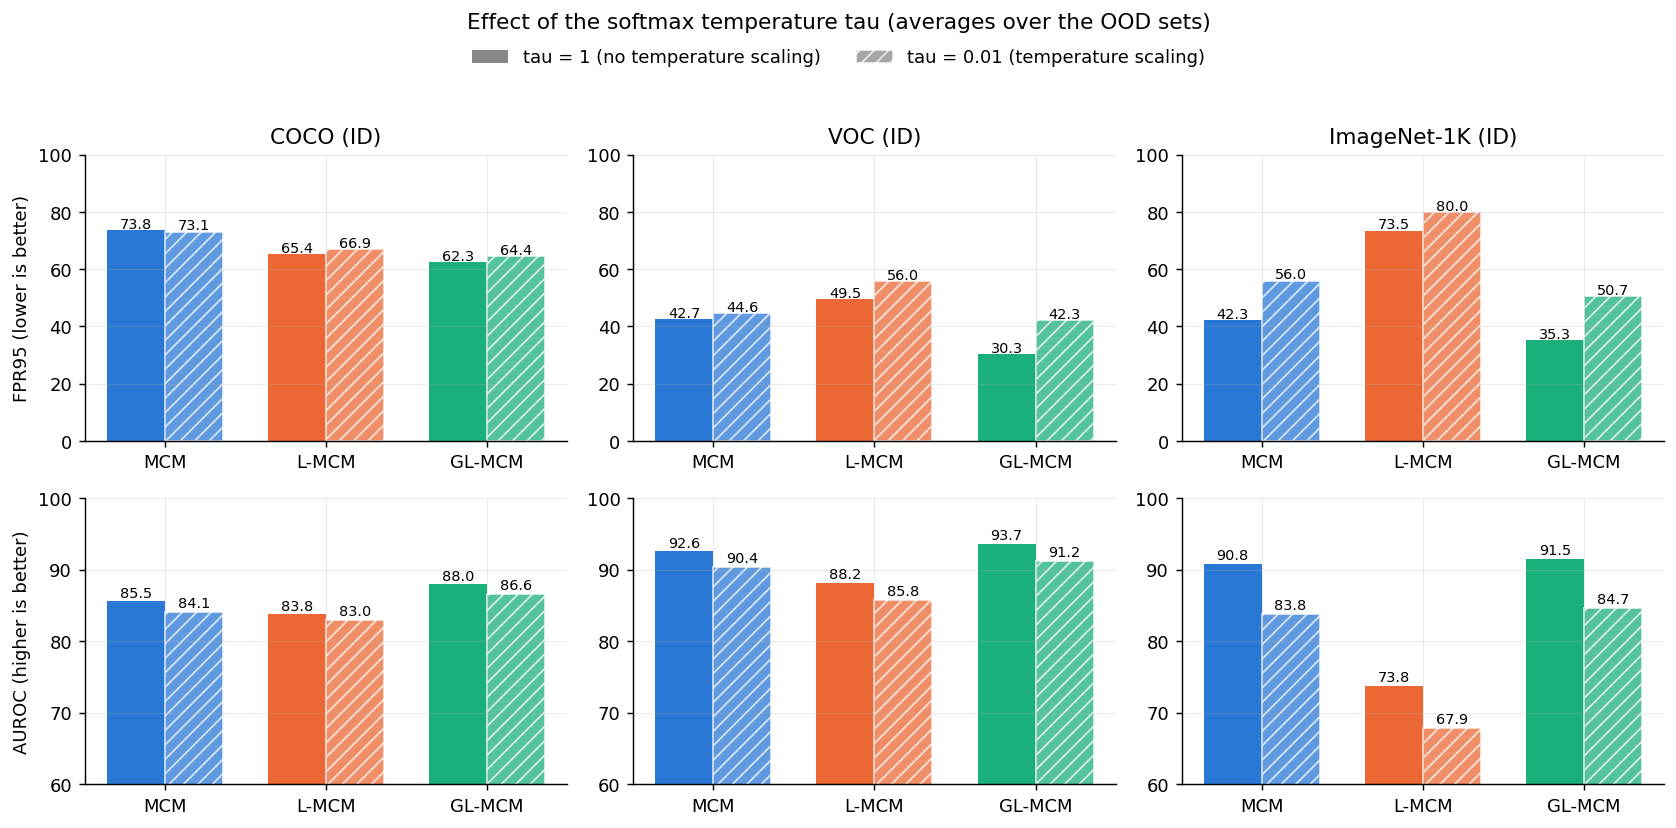 Effect of the softmax temperature tau (averages over the OOD sets)
tau = 1 (no temperature scaling) tau = 0.01 (temperature scaling)
COCO (ID)
FPR95 (lower is better)
100
80
60
40
20
0
73.8 73.1 65.4 66.9 62.3 64.4
MCM L-MCM GL-MCM
VOC (ID)
100
80
60
40
20
0
42.7 44.6 49.5 56.0 30.3 42.3
MCM L-MCM GL-MCM
ImageNet-1K (ID)
100
80
60
40
20
0
42.3 56.0 73.5 80.0 35.3 50.7
MCM L-MCM GL-MCM
AUROC (higher is better)
100
90
80
70
60
85.5 84.1 83.8 83.0 88.0 86.6
MCM L-MCM GL-MCM
100
90
80
70
60
92.6 90.4 88.2 85.8 93.7 91.2
MCM L-MCM GL-MCM
100
90
80
70
60
90.8 83.8 73.8 67.9 91.5 84.7
MCM L-MCM GL-MCM